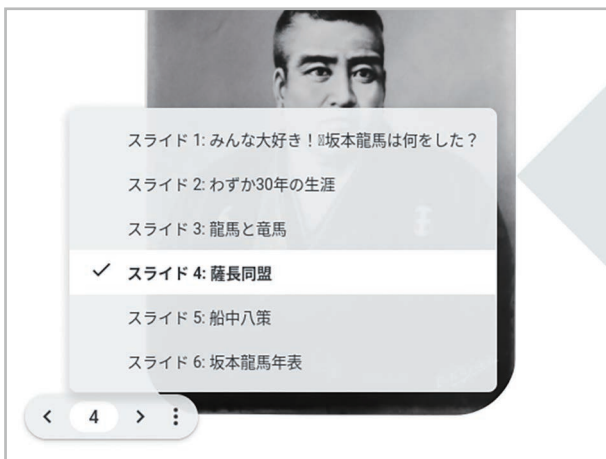 スライド 1: みんな大好き！坂本龍馬は何をした？
スライド 2: わずか30年の生涯
スライド 3: 龍馬と竜馬
スライド 4: 薩長同盟
スライド 5: 船中八策
スライド 6: 坂本龍馬年表
4